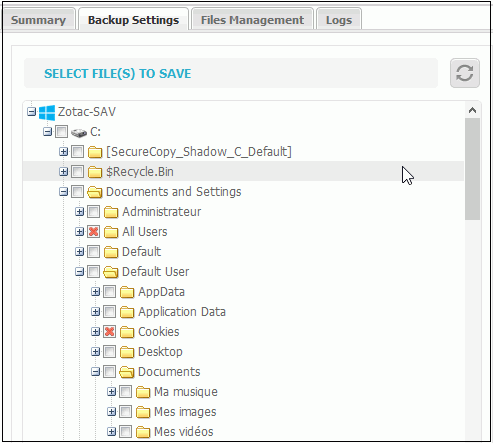 Summary Backup Settings Files Management Logs
SELECT FILE(S) TO SAVE
Zotac-SAV
C:
[SecureCopy_Shadow_C_Default]
$Recycle.Bin
Documents and Settings
Administrateur
All Users
Default
Default User
AppData
Application Data
Cookies
Desktop
Documents
Ma musique
Mes images
Mes vidéos